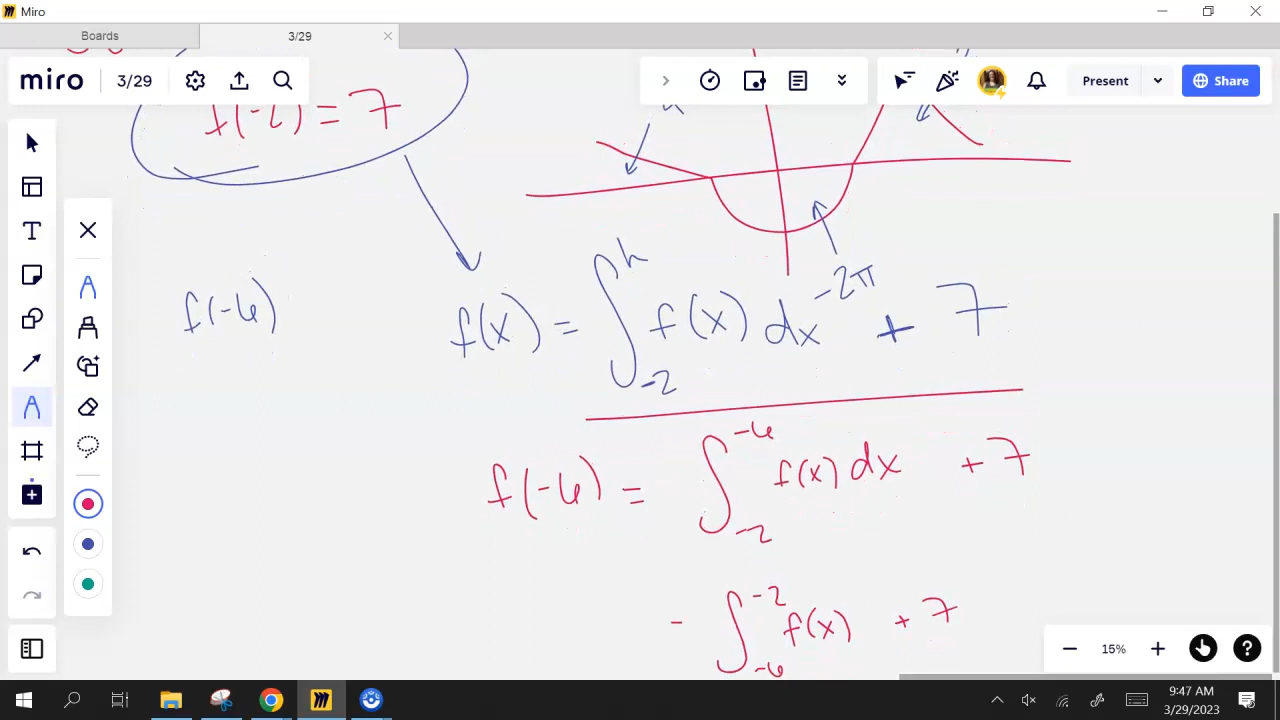 Miro
Boards
3/29
miro
3/29
Present
Share
f(-2) = 7
4
f(-6)
f(x) = ∫_{-2}^{h} f(x) dx + 7
-2π
f(-6) = ∫_{-2}^{-6} f(x) dx + 7
- ∫_{-6}^{-2} f(x) + 7
15%
9:47 AM
3/29/2023